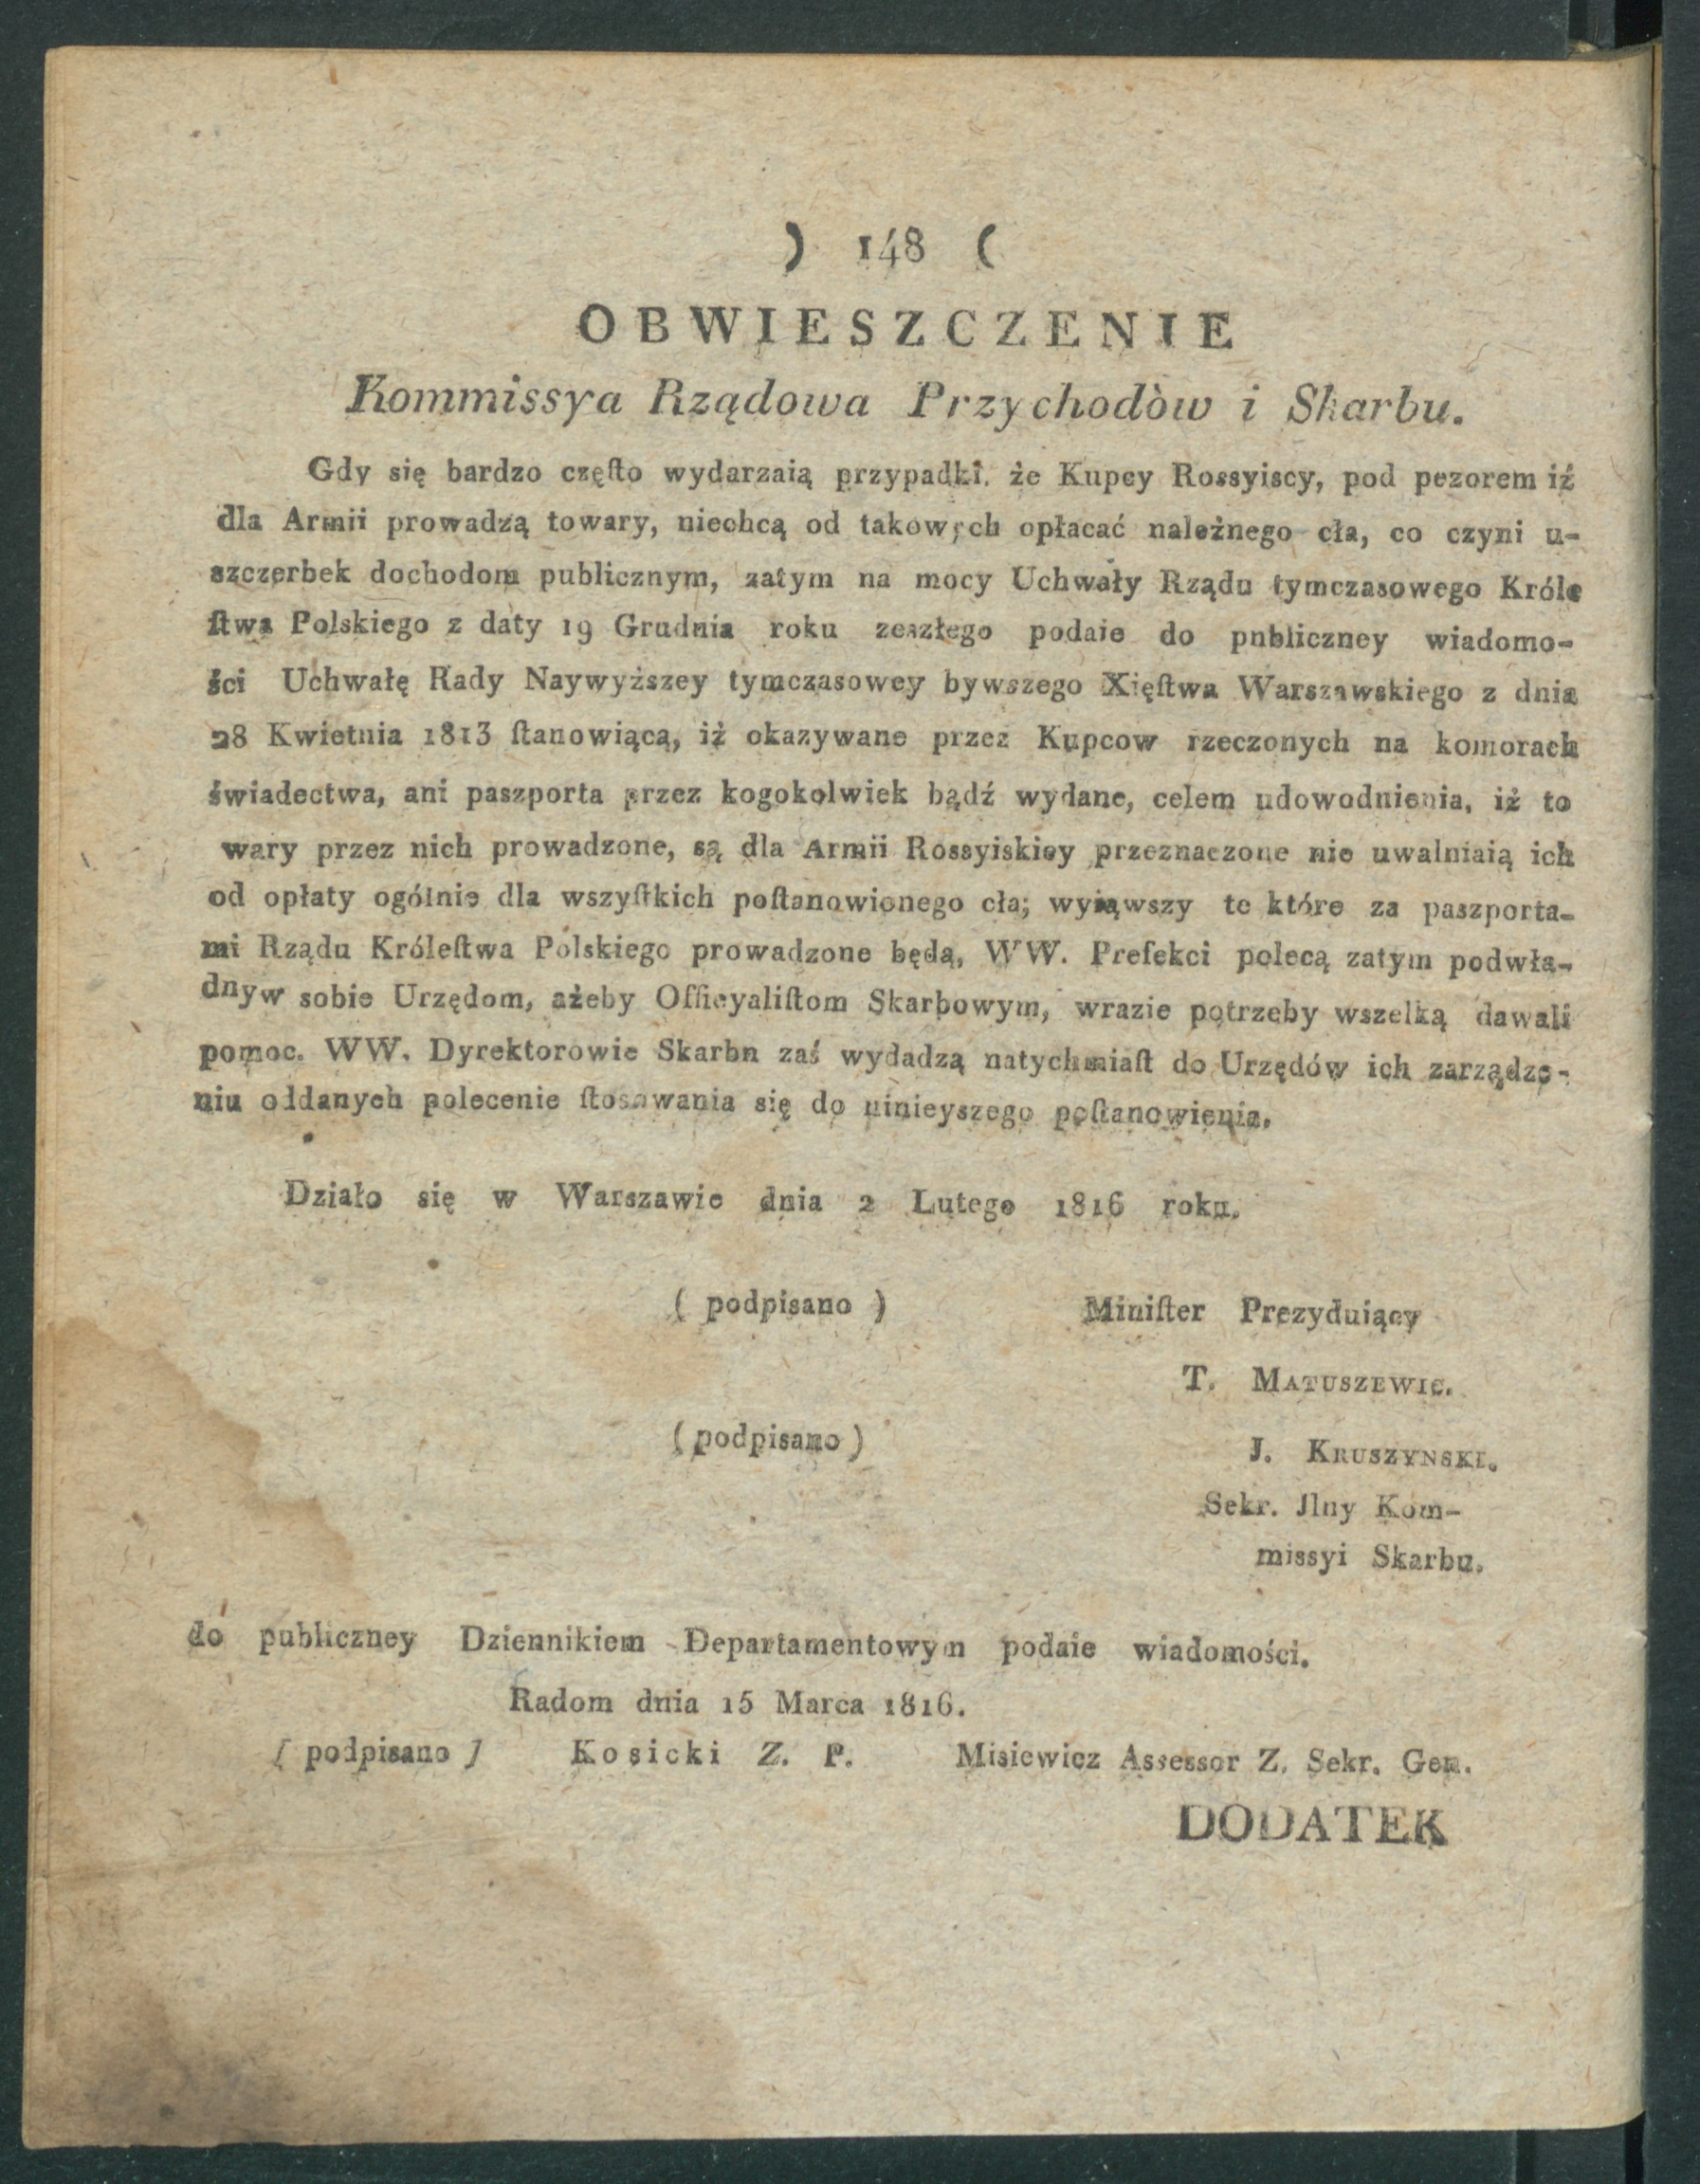 ) 148 (
OBWIESZCZENIE
Kommissya Rządowa Przychodòw i Skarbu.
Gdy się bardzo częſto wydarzaią przypadki. że Kupcy Rossyiscy, pod pezorem iż
dla Armii prowadzą towary, niechcą od takowych opłacać należnego cła, co czyni u-
szczerbek dochodom publicznym, zatym na mocy Uchwały Rządu tymczasowego Króle
ſtwa Polskiego z daty 19 Grudnia roku zeszłego podaie do pnbliczney wiadomo-
ści Uchwałę Rady Naywyższey tymczasowey bywszego Xięſtwa Warszawskiego z dnia
28 Kwietnia 1813 ſtanowiącą, iż okazywane przez Kupcow rzeczonych na komorach
świadectwa, ani paszporta przez kogokolwiek bądź wydane, celem udowodnienia, iż to
wary przez nich prowadzone, są dla Armii Rossyiskiey przeznaczone nie uwalniaią ich
od opłaty ogólnie dla wszyſtkich poſtanowionego cła; wyiąwszy te które za paszporta-
mi Rządu Króleſtwa Polskiego prowadzone będą, WW. Prefekci polecą zatym podwła-
dnyw sobie Urzędom, ażeby Officyaliſtom Skarbowym, wrazie potrzeby wszelką dawali
pomoc. WW. Dyrektorowie Skarbn zaś wydadzą natychmiaſt do Urzędów ich zarządze-
niu oddanych polecenie ſtosowania się do ninieyszego poſtanowienia.
Działo się w Warszawie dnia 2 Lutego 1816 roku.
( podpisano ) Miniſter Prezyduiący
T. MATUSZEWIC.
( podpisano ) J. KRUSZYNSKI.
Sekr. Jlny Kom-
missyi Skarbu.
do publiczney Dziennikiem Departamentowym podaie wiadomości.
Radom dnia 15 Marca 1816.
[ podpisano ] Kosicki Z. P. Misiewicz Assessor Z. Sekr. Gen.
DODATEK